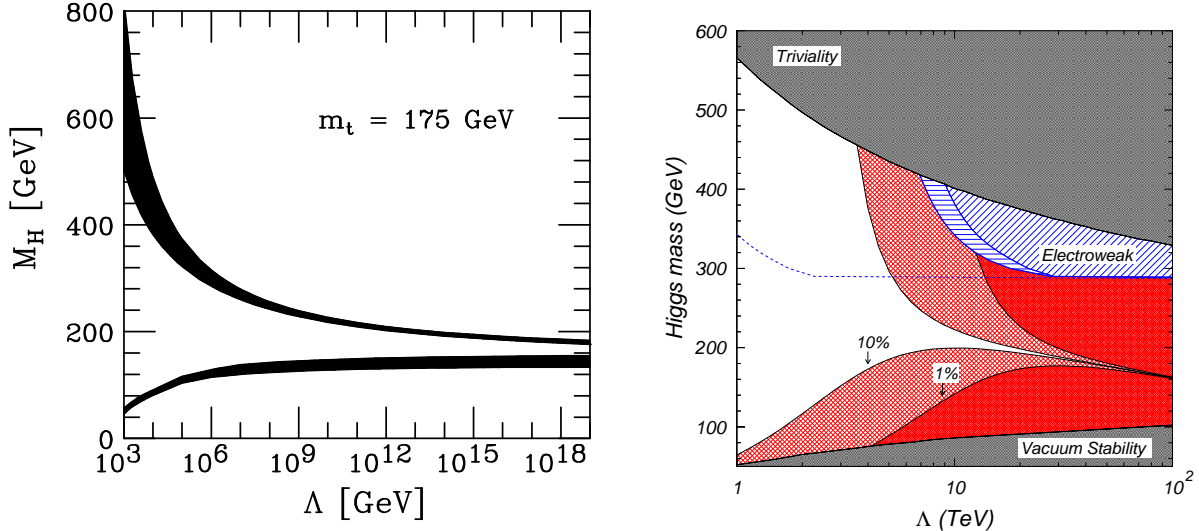 800
600
400
200
0
M_H [GeV]
m_t = 175 GeV
10^3
10^6
10^9
10^12
10^15
10^18
Λ [GeV]
600
500
400
300
200
100
Higgs mass (GeV)
Triviality
Electroweak
10%
1%
Vacuum Stability
1
10
10^2
Λ (TeV)